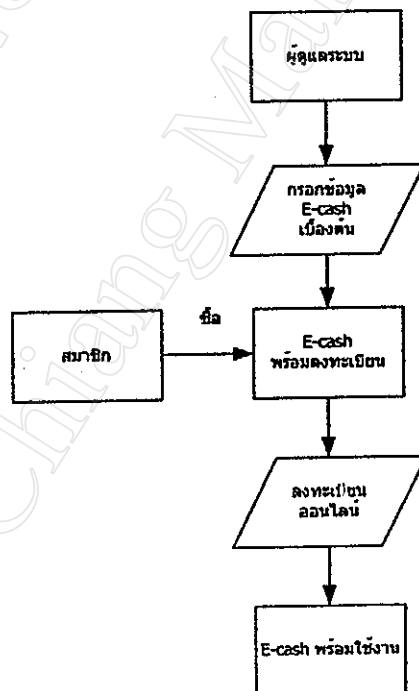 ผู้ดูแลระบบ
กรอกข้อมูล
E-cash
เบื้องต้น
ซื้อ
สมาชิก
E-cash
พร้อมลงทะเบียน
ลงทะเบียน
ออนไลน์
E-cash พร้อมใช้งาน
Chiang Mai